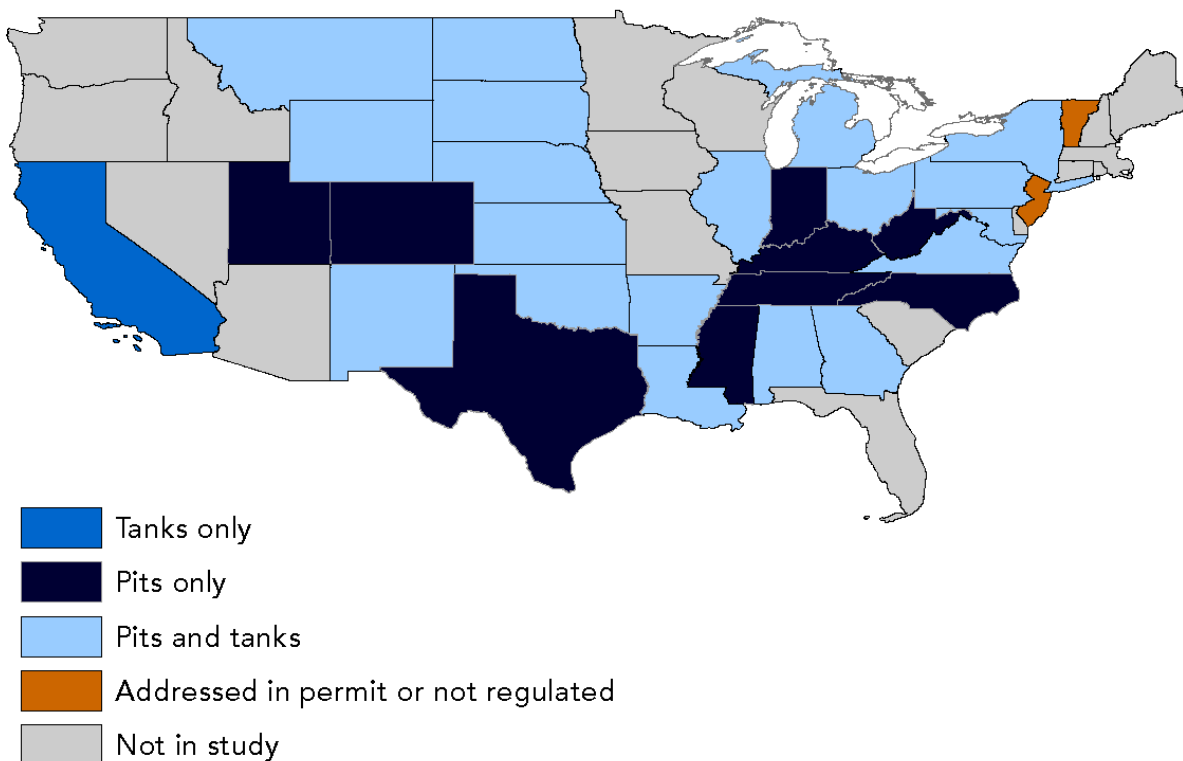 Tanks only
Pits only
Pits and tanks
Addressed in permit or not regulated
Not in study